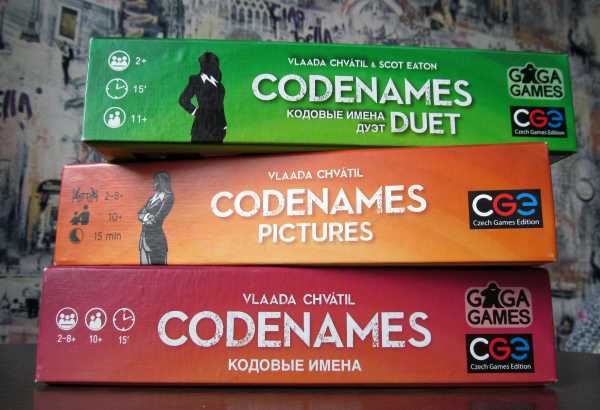 VLAADA CHVÁTIL & SCOT EATON
CODENAMES
КОДОВЫЕ ИМЕНА
ДУЭТ DUET
2+
15'
11+
GAGA
GAMES
CGE
Czech Games Edition
VLAADA CHVÁTIL
CODENAMES
PICTURES
2-8+
10+
15 min
CGE
Czech Games Edition
VLAADA CHVÁTIL
CODENAMES
КОДОВЫЕ ИМЕНА
2-8+ 10+ 15'
GAGA
GAMES
CGE
Czech Games Edition